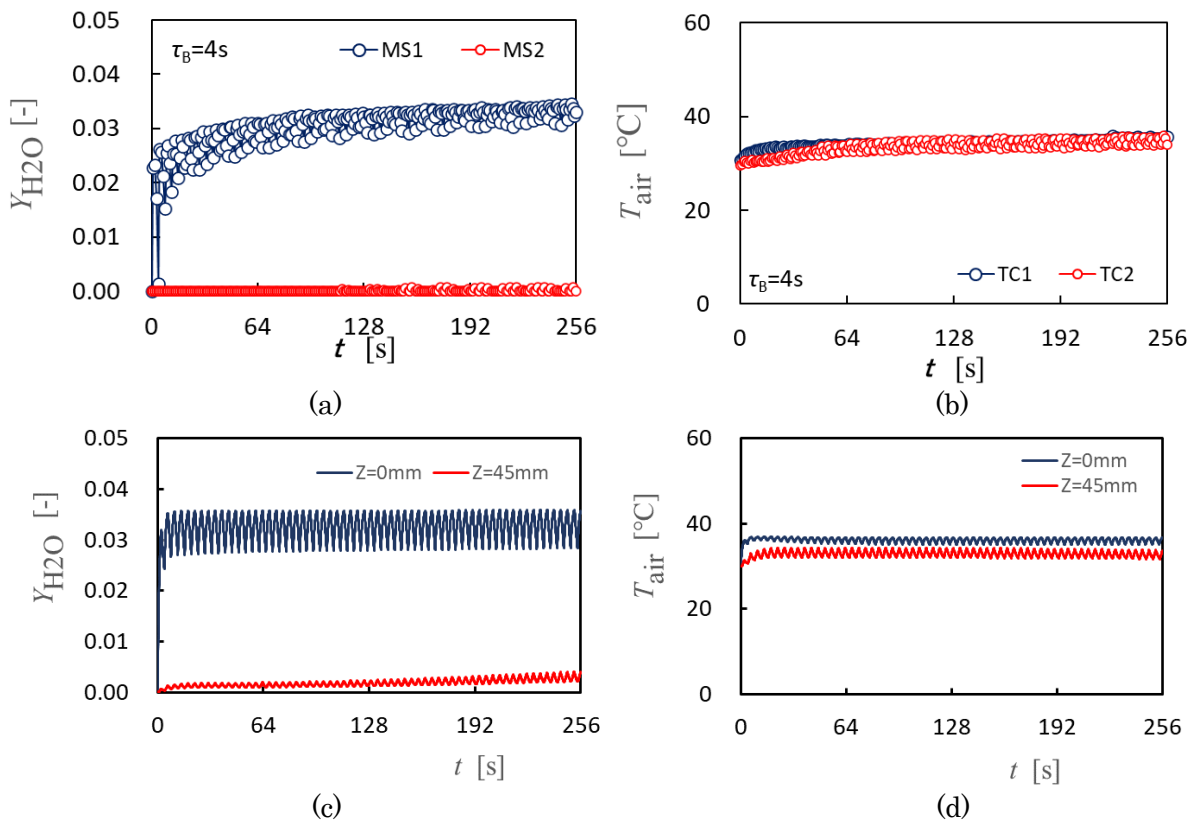 0.05
0.04
0.03
0.02
0.01
0.00
Y_H2O [-]
τ_B=4s
MS1
MS2
0 64 128 192 256
t [s]
(a)
60
40
20
0
T_air [°C]
τ_B=4s
TC1
TC2
0 64 128 192 256
t [s]
(b)
0.05
0.04
0.03
0.02
0.01
0.00
Y_H2O [-]
Z=0mm
Z=45mm
0 64 128 192 256
t [s]
(c)
60
40
20
0
T_air [°C]
Z=0mm
Z=45mm
0 64 128 192 256
t [s]
(d)